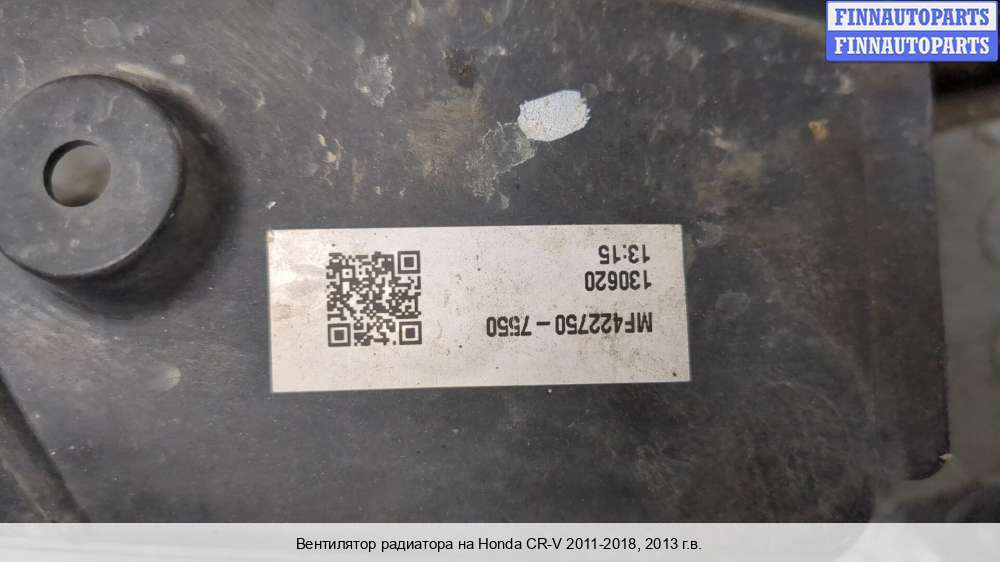 FINNAUTOPARTS
FINNAUTOPARTS
MF422750-7550
130620
13:15
Вентилятор радиатора на Honda CR-V 2011-2018, 2013 г.в.